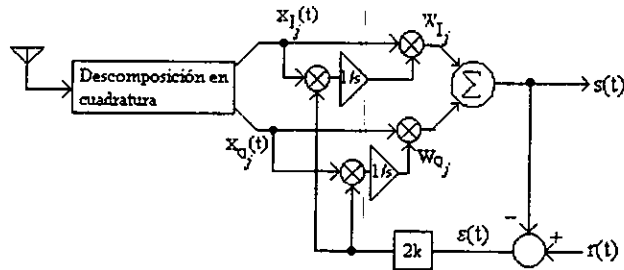 x_{I_j}(t)
W_{I_j}
1/s
Descomposición en
cuadratura
Σ
s(t)
x_{Q_j}(t)
W_{Q_j}
1/s
−
2k
ε(t)
+
r(t)